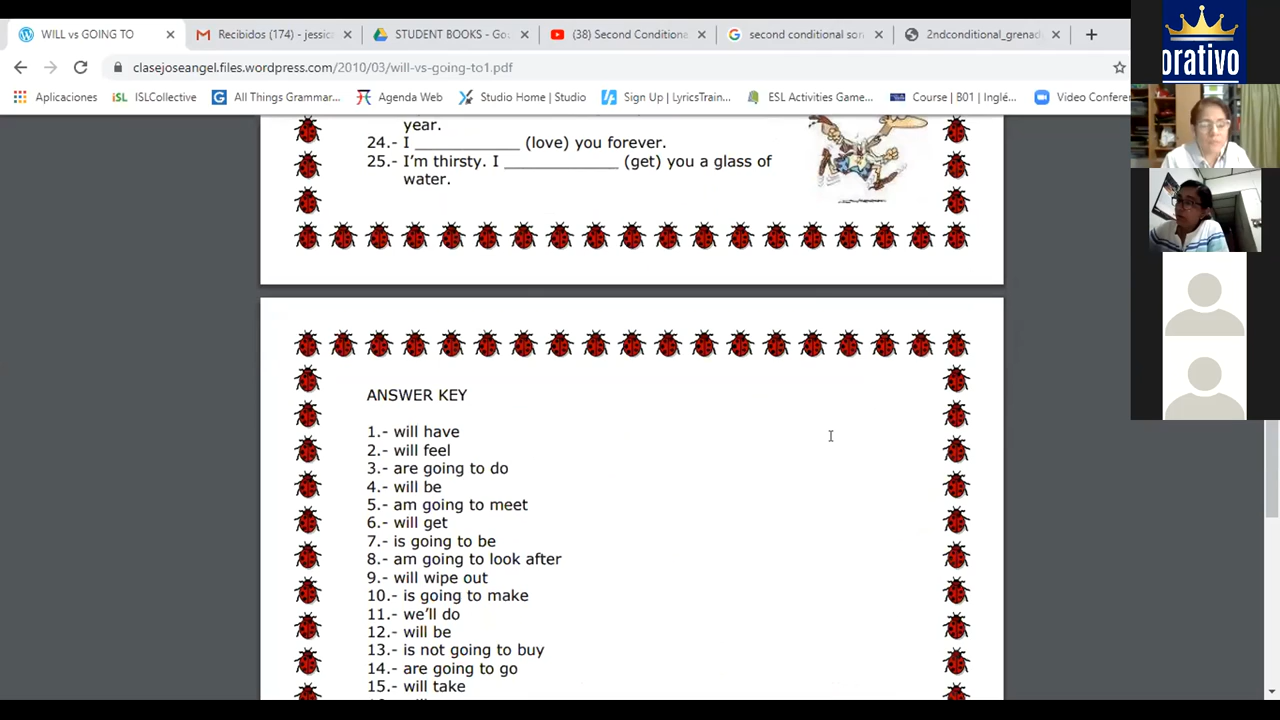 WILL vs GOING TO
Recibidos (174) - jessic
STUDENT BOOKS - Go
(38) Second Conditiona
second conditional son
2ndconditional_grenad
clasejoseangel.files.wordpress.com/2010/03/will-vs-going-to1.pdf
Aplicaciones
iSL ISLCollective
All Things Grammar...
Agenda Web
Studio Home | Studio
Sign Up | LyricsTrain...
ESL Activities Game...
Course | B01 | Inglé...
Video Conferen
orativo
year.
24.- I ____________ (love) you forever.
25.- I'm thirsty. I _____________ (get) you a glass of
water.
ANSWER KEY
1.- will have
2.- will feel
3.- are going to do
4.- will be
5.- am going to meet
6.- will get
7.- is going to be
8.- am going to look after
9.- will wipe out
10.- is going to make
11.- we'll do
12.- will be
13.- is not going to buy
14.- are going to go
15.- will take